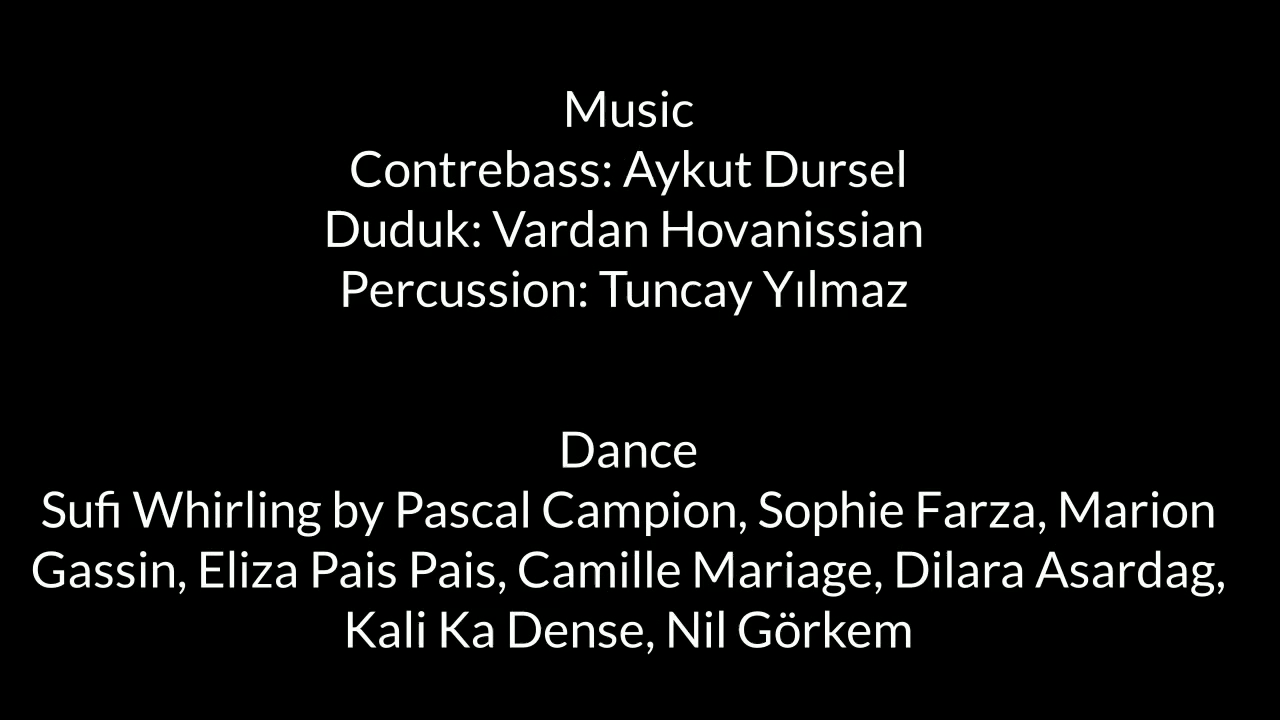 Music
Contrebass: Aykut Dursel
Duduk: Vardan Hovanissian
Percussion: Tuncay Yılmaz
Dance
Sufi Whirling by Pascal Campion, Sophie Farza, Marion
Gassin, Eliza Pais Pais, Camille Mariage, Dilara Asardag,
Kali Ka Dense, Nil Görkem